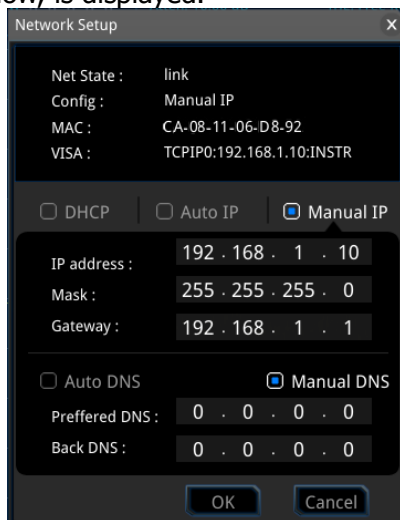 ow) is displayed.
Network Setup x
Net State : link
Config : Manual IP
MAC : CA-08-11-06-D8-92
VISA : TCPIP0:192.168.1.10:INSTR
DHCP Auto IP Manual IP
IP address : 192 . 168 . 1 . 10
Mask : 255 . 255 . 255 . 0
Gateway : 192 . 168 . 1 . 1
Auto DNS Manual DNS
Preffered DNS : 0 . 0 . 0 . 0
Back DNS : 0 . 0 . 0 . 0
OK Cancel